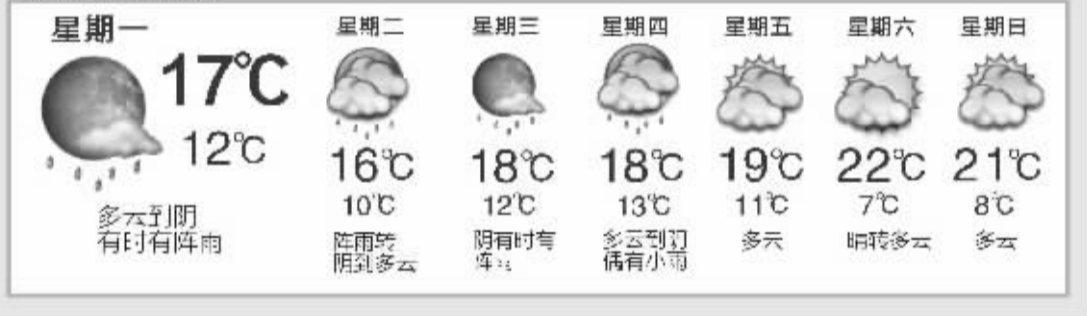 星期一
17℃
12℃
多云到阴
有时有阵雨
星期二
16℃
10℃
阵雨转
阴到多云
星期三
18℃
12℃
阴有时有
阵
星期四
18℃
13℃
多云到阴
偶有小雨
星期五
19℃
11℃
多云
星期六
22℃
7℃
晴转多云
星期日
21℃
8℃
多云